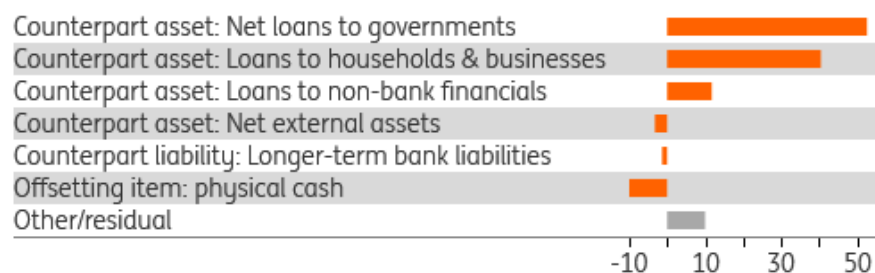 Counterpart asset: Net loans to governments
Counterpart asset: Loans to households & businesses
Counterpart asset: Loans to non-bank financials
Counterpart asset: Net external assets
Counterpart liability: Longer-term bank liabilities
Offsetting item: physical cash
Other/residual
-10 10 30 50